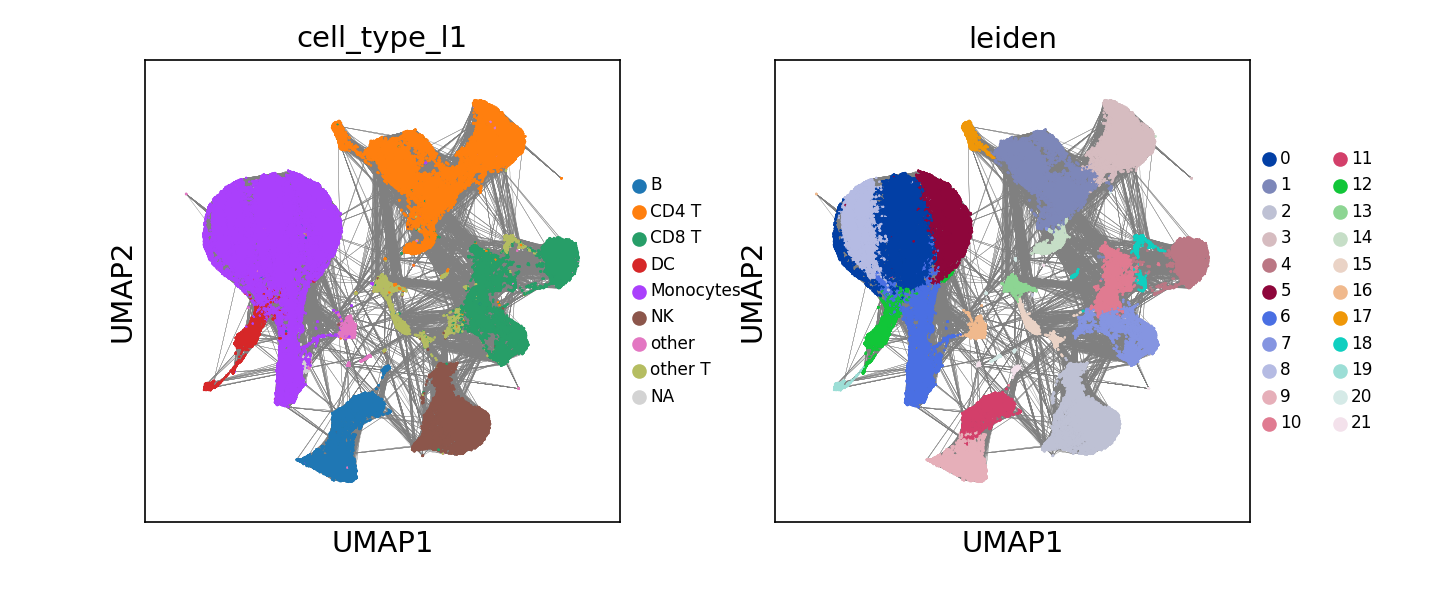 cell_type_l1
UMAP2
UMAP1
B
CD4 T
CD8 T
DC
Monocytes
NK
other
other T
NA
leiden
UMAP2
UMAP1
0
1
2
3
4
5
6
7
8
9
10
11
12
13
14
15
16
17
18
19
20
21